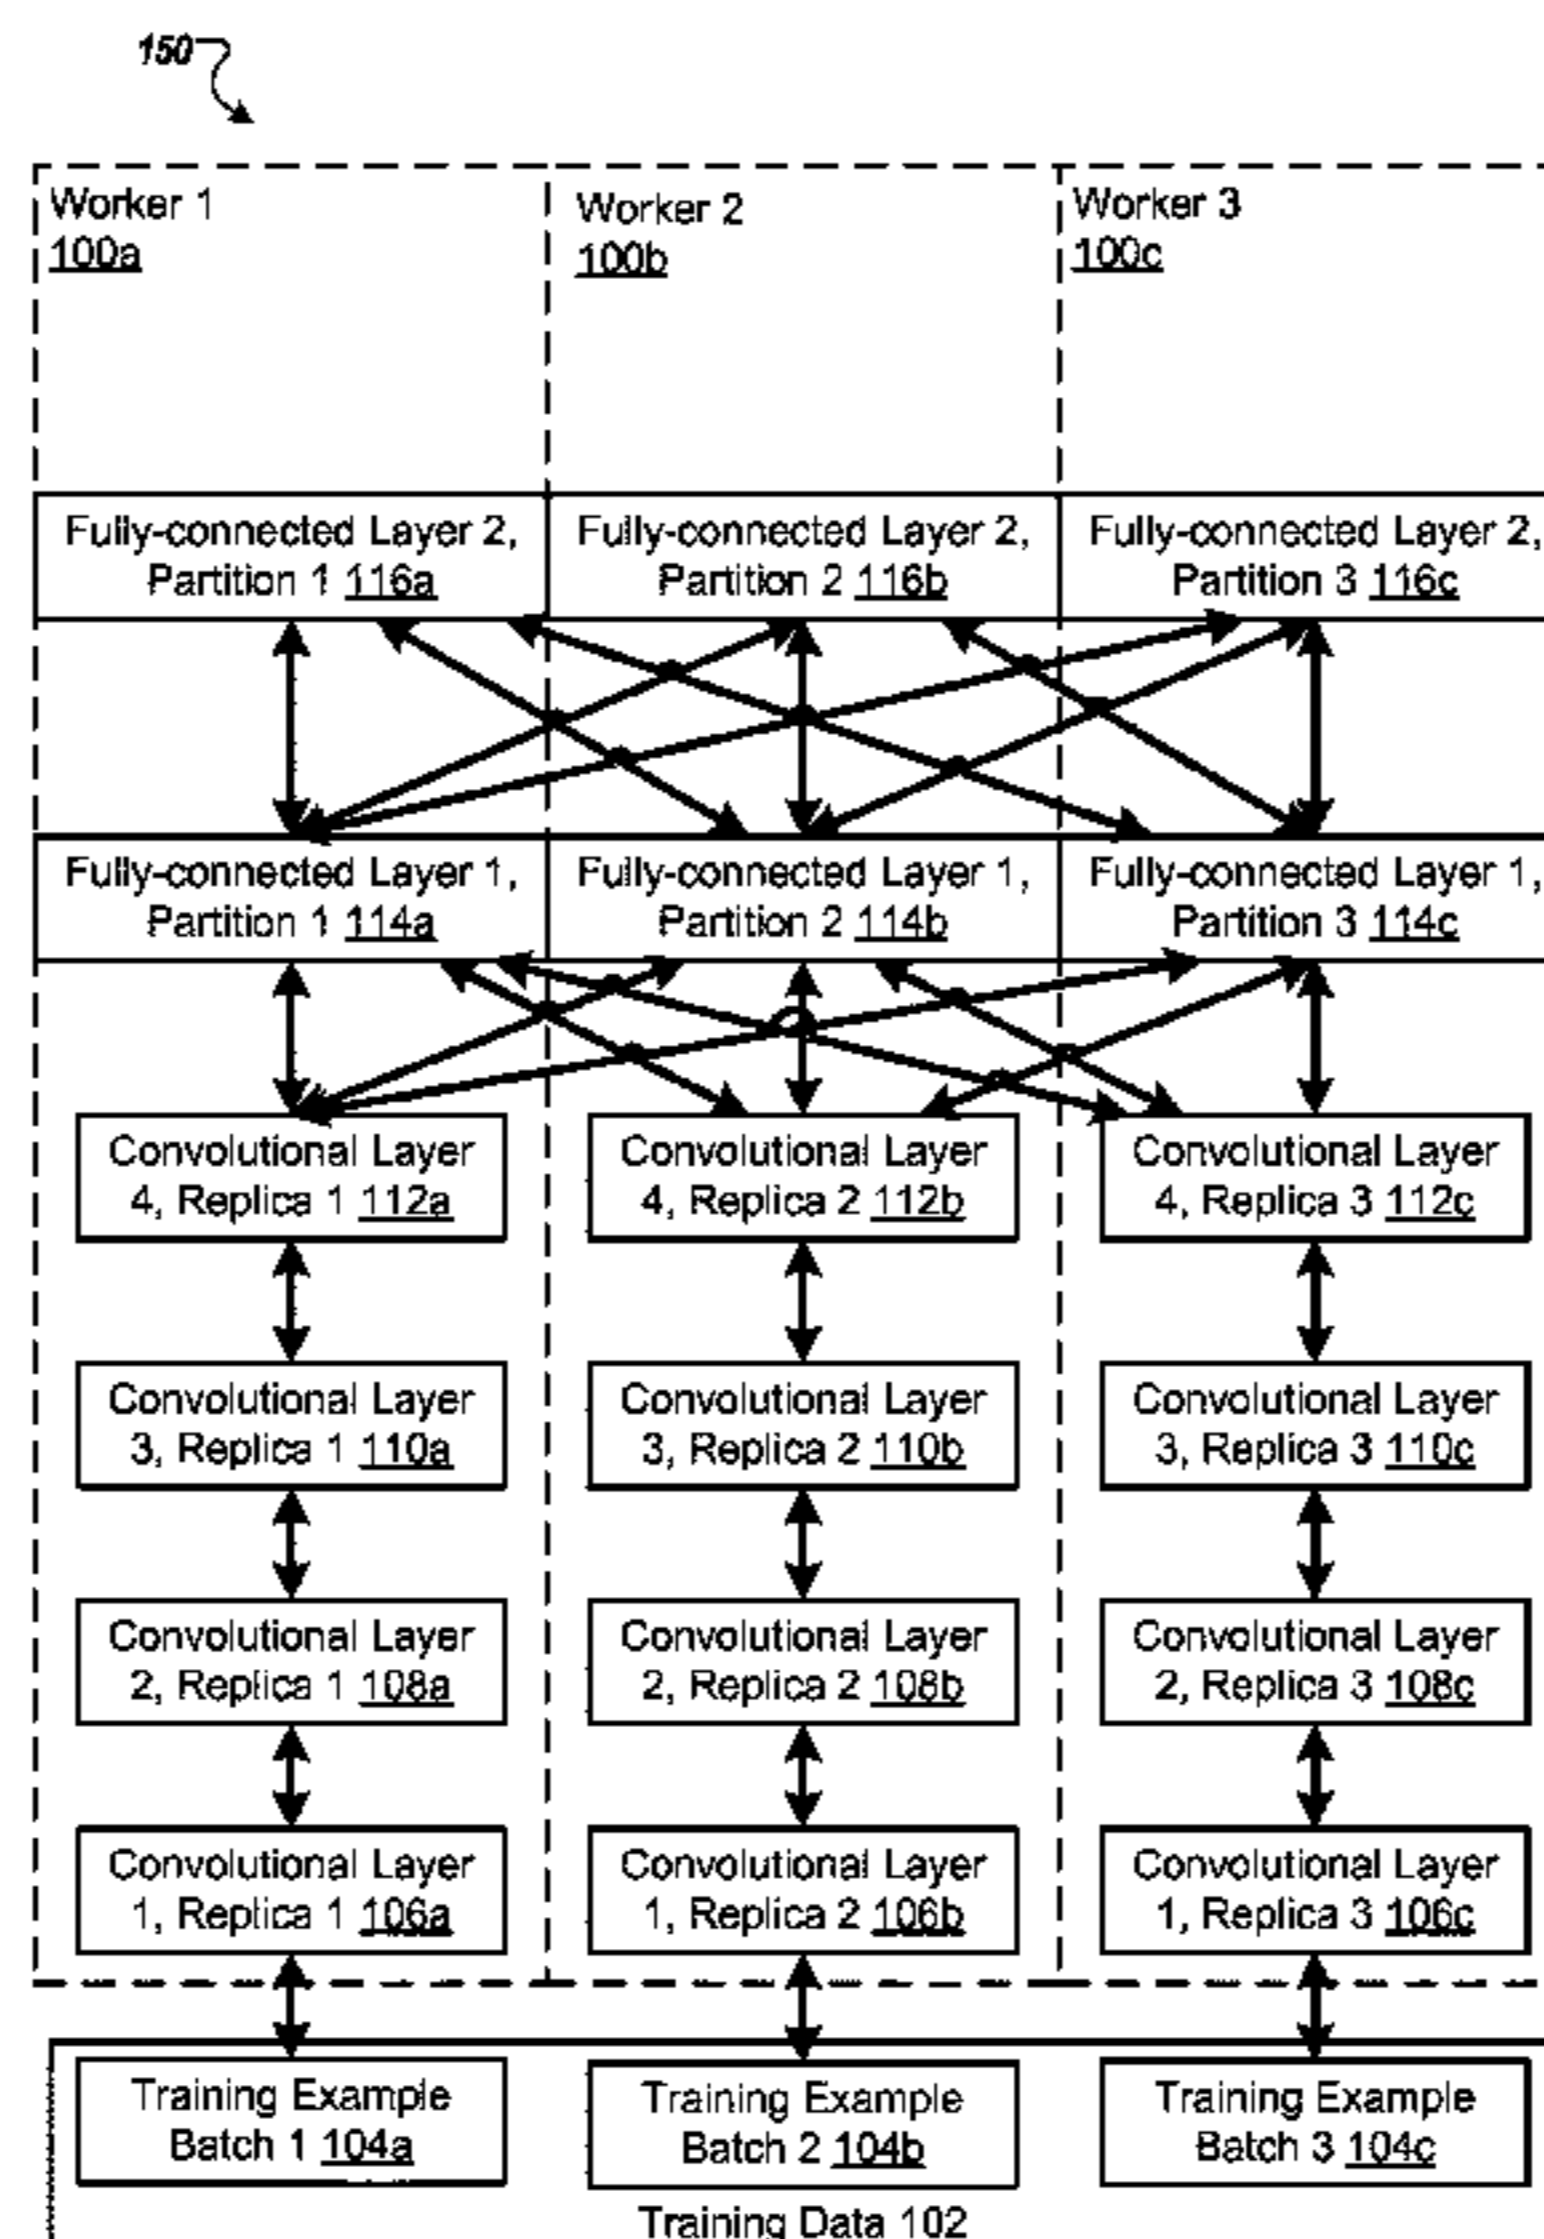 150
Worker 1
100a
Worker 2
100b
Worker 3
100c
Fully-connected Layer 2,
Partition 1 116a
Fully-connected Layer 2,
Partition 2 116b
Fully-connected Layer 2,
Partition 3 116c
Fully-connected Layer 1,
Partition 1 114a
Fully-connected Layer 1,
Partition 2 114b
Fully-connected Layer 1,
Partition 3 114c
Convolutional Layer
4, Replica 1 112a
Convolutional Layer
4, Replica 2 112b
Convolutional Layer
4, Replica 3 112c
Convolutional Layer
3, Replica 1 110a
Convolutional Layer
3, Replica 2 110b
Convolutional Layer
3, Replica 3 110c
Convolutional Layer
2, Replica 1 108a
Convolutional Layer
2, Replica 2 108b
Convolutional Layer
2, Replica 3 108c
Convolutional Layer
1, Replica 1 106a
Convolutional Layer
1, Replica 2 106b
Convolutional Layer
1, Replica 3 106c
Training Example
Batch 1 104a
Training Example
Batch 2 104b
Training Example
Batch 3 104c
Training Data 102